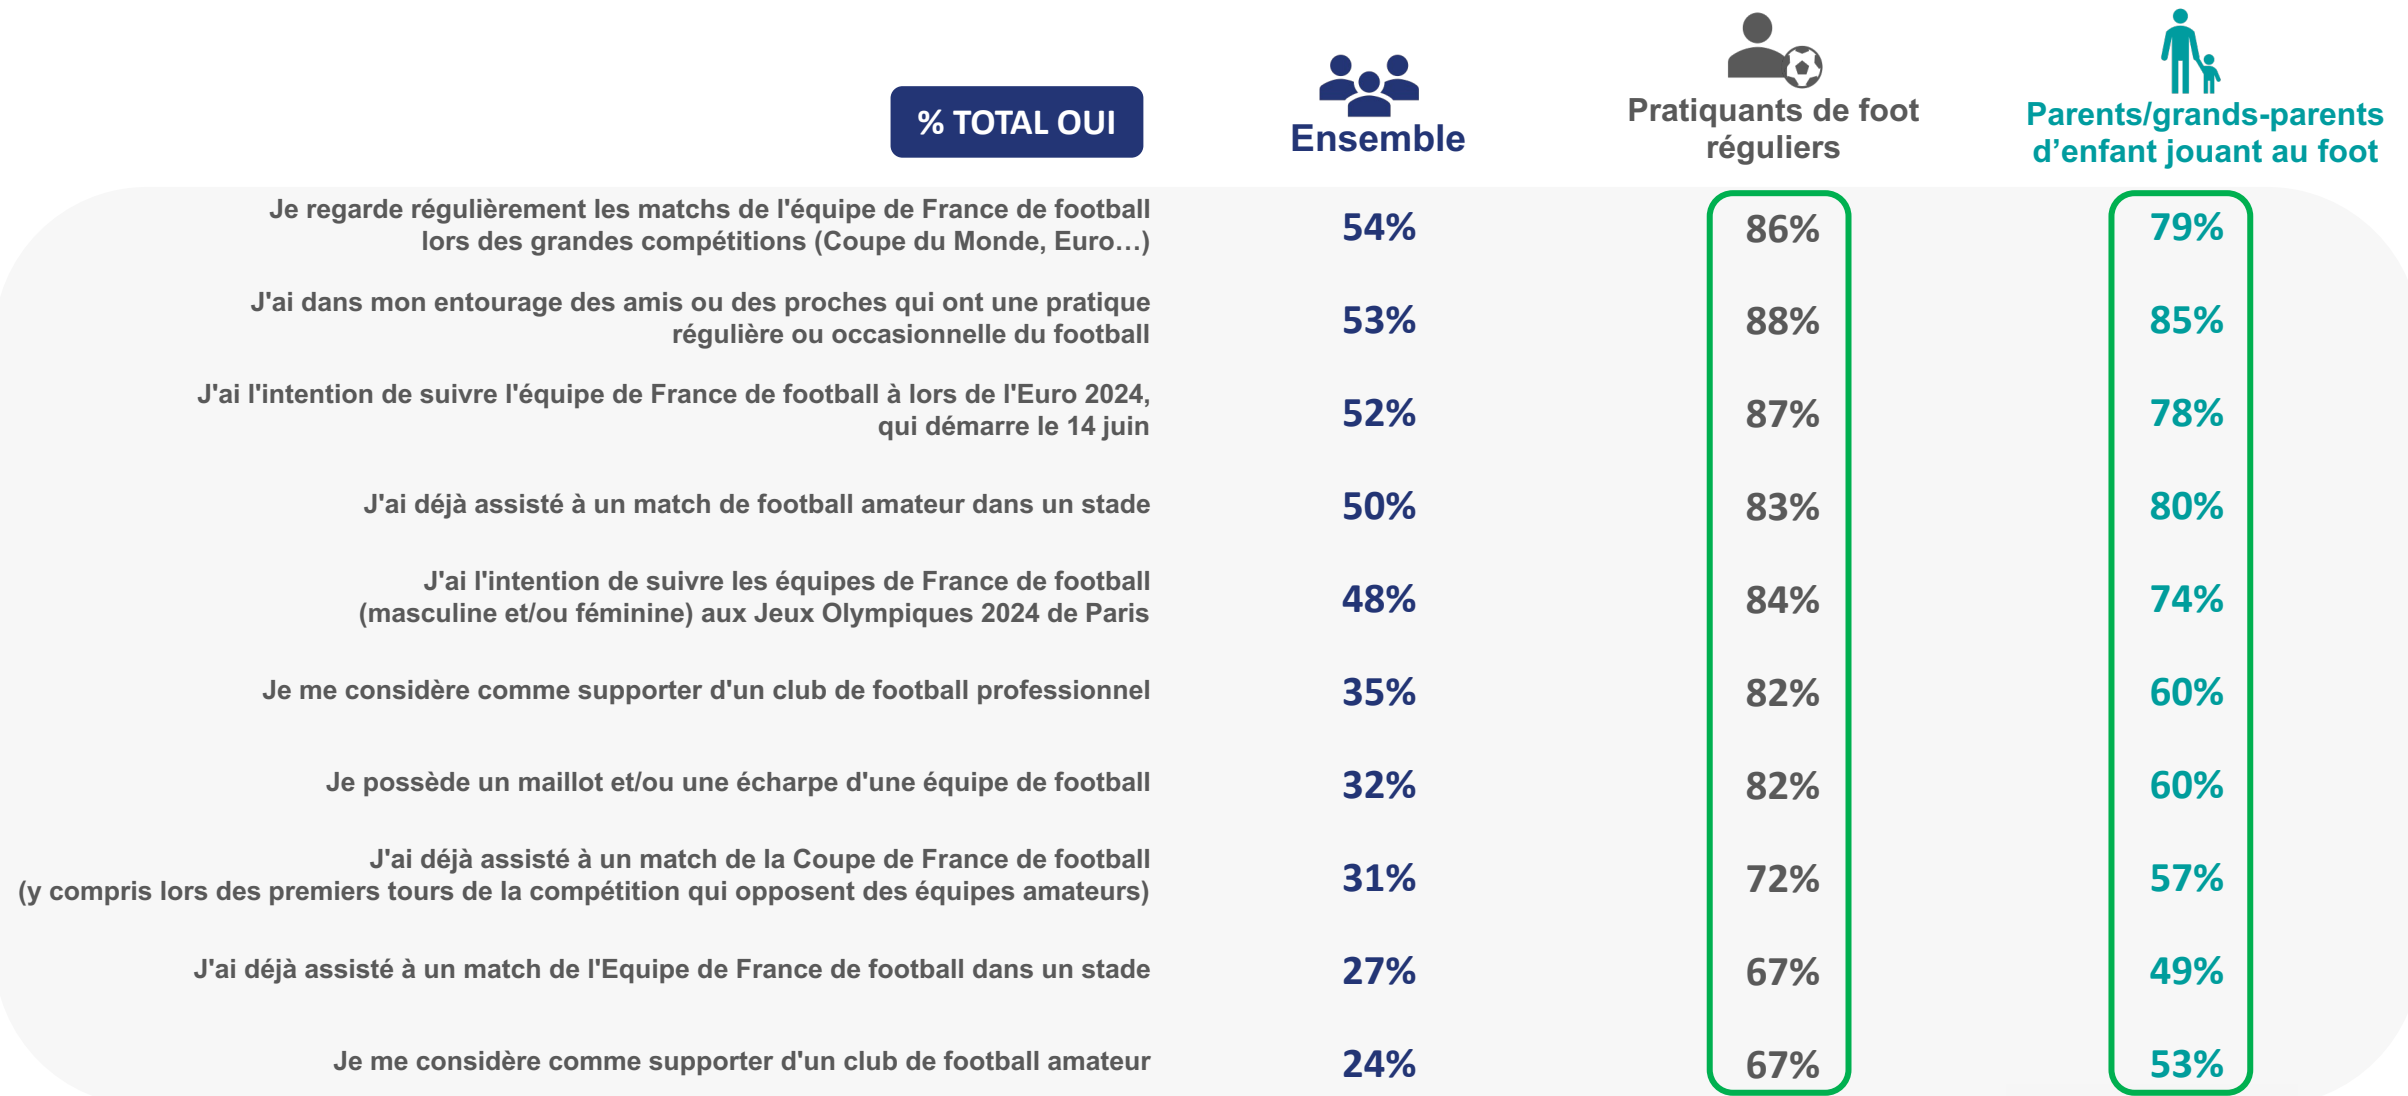 % TOTAL OUI
Ensemble
Pratiquants de foot
réguliers
Parents/grands-parents
d’enfant jouant au foot
Je regarde régulièrement les matchs de l'équipe de France de football
lors des grandes compétitions (Coupe du Monde, Euro…)
54%
86%
79%
J'ai dans mon entourage des amis ou des proches qui ont une pratique
régulière ou occasionnelle du football
53%
88%
85%
J'ai l'intention de suivre l'équipe de France de football à lors de l'Euro 2024,
qui démarre le 14 juin
52%
87%
78%
J'ai déjà assisté à un match de football amateur dans un stade
50%
83%
80%
J'ai l'intention de suivre les équipes de France de football
(masculine et/ou féminine) aux Jeux Olympiques 2024 de Paris
48%
84%
74%
Je me considère comme supporter d'un club de football professionnel
35%
82%
60%
Je possède un maillot et/ou une écharpe d'une équipe de football
32%
82%
60%
J'ai déjà assisté à un match de la Coupe de France de football
(y compris lors des premiers tours de la compétition qui opposent des équipes amateurs)
31%
72%
57%
J'ai déjà assisté à un match de l'Equipe de France de football dans un stade
27%
67%
49%
Je me considère comme supporter d'un club de football amateur
24%
67%
53%